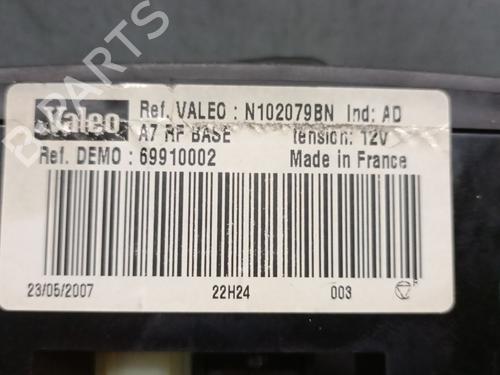 B-PARTS
Valeo Ref. VALEO : N102079BN Ind: AD
A7 RF BASE Tension: 12V
Ref. DEMO : 69910002 Made in France
23/05/2007 22H24 003